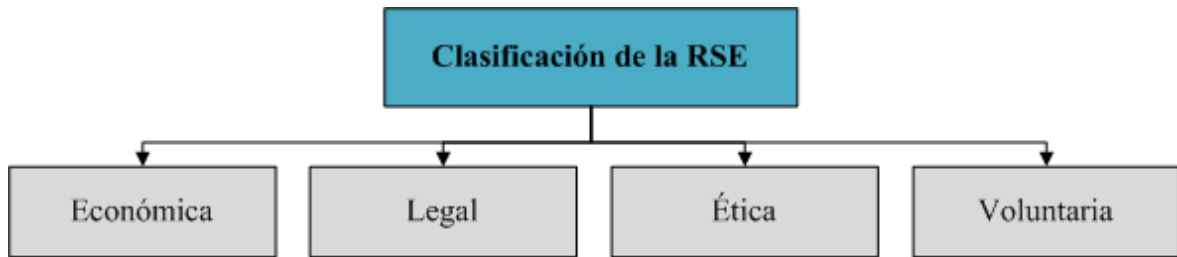 Clasificación de la RSE
Económica
Legal
Ética
Voluntaria